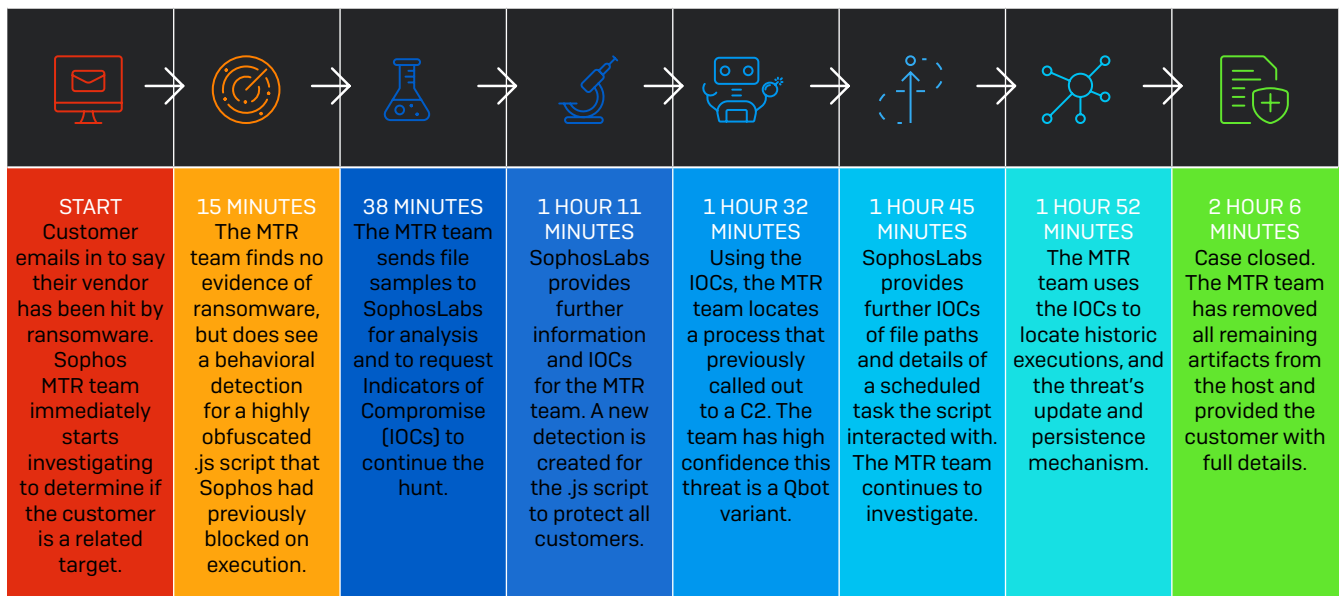 START
Customer
emails in to say
their vendor
has been hit by
ransomware.
Sophos
MTR team
immediately
starts
investigating
to determine if
the customer
is a related
target.
15 MINUTES
The MTR
team finds no
evidence of
ransomware,
but does see
a behavioral
detection
for a highly
obfuscated
.js script that
Sophos had
previously
blocked on
execution.
38 MINUTES
The MTR team
sends file
samples to
SophosLabs
for analysis
and to request
Indicators of
Compromise
(IOCs) to
continue the
hunt.
1 HOUR 11
MINUTES
SophosLabs
provides
further
information
and IOCs
for the MTR
team. A new
detection is
created for
the .js script
to protect all
customers.
1 HOUR 32
MINUTES
Using the
IOCs, the MTR
team locates
a process that
previously
called out
to a C2. The
team has high
confidence this
threat is a Qbot
variant.
1 HOUR 45
MINUTES
SophosLabs
provides
further IOCs
of file paths
and details of
a scheduled
task the script
interacted with.
The MTR team
continues to
investigate.
1 HOUR 52
MINUTES
The MTR
team uses
the IOCs to
locate historic
executions, and
the threat's
update and
persistence
mechanism.
2 HOUR 6
MINUTES
Case closed.
The MTR team
has removed
all remaining
artifacts from
the host and
provided the
customer with
full details.